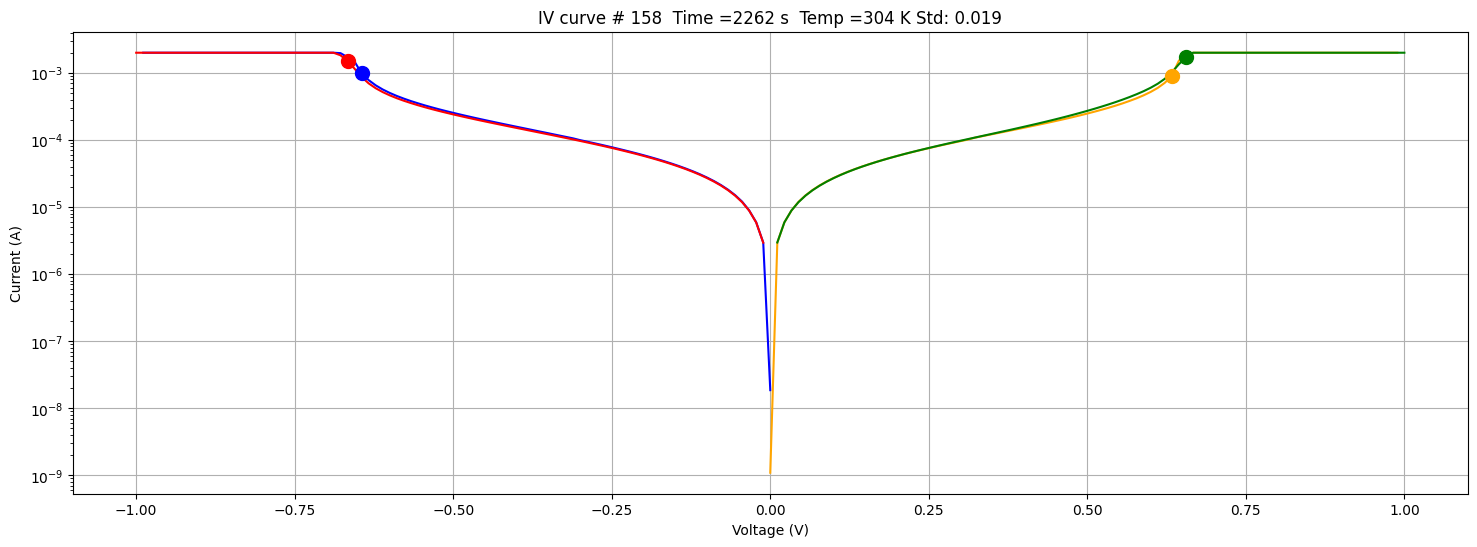 IV curve # 158  Time =2262 s  Temp =304 K Std: 0.019
Current (A)
10⁻³
10⁻⁴
10⁻⁵
10⁻⁶
10⁻⁷
10⁻⁸
10⁻⁹
−1.00 −0.75 −0.50 −0.25 0.00 0.25 0.50 0.75 1.00
Voltage (V)